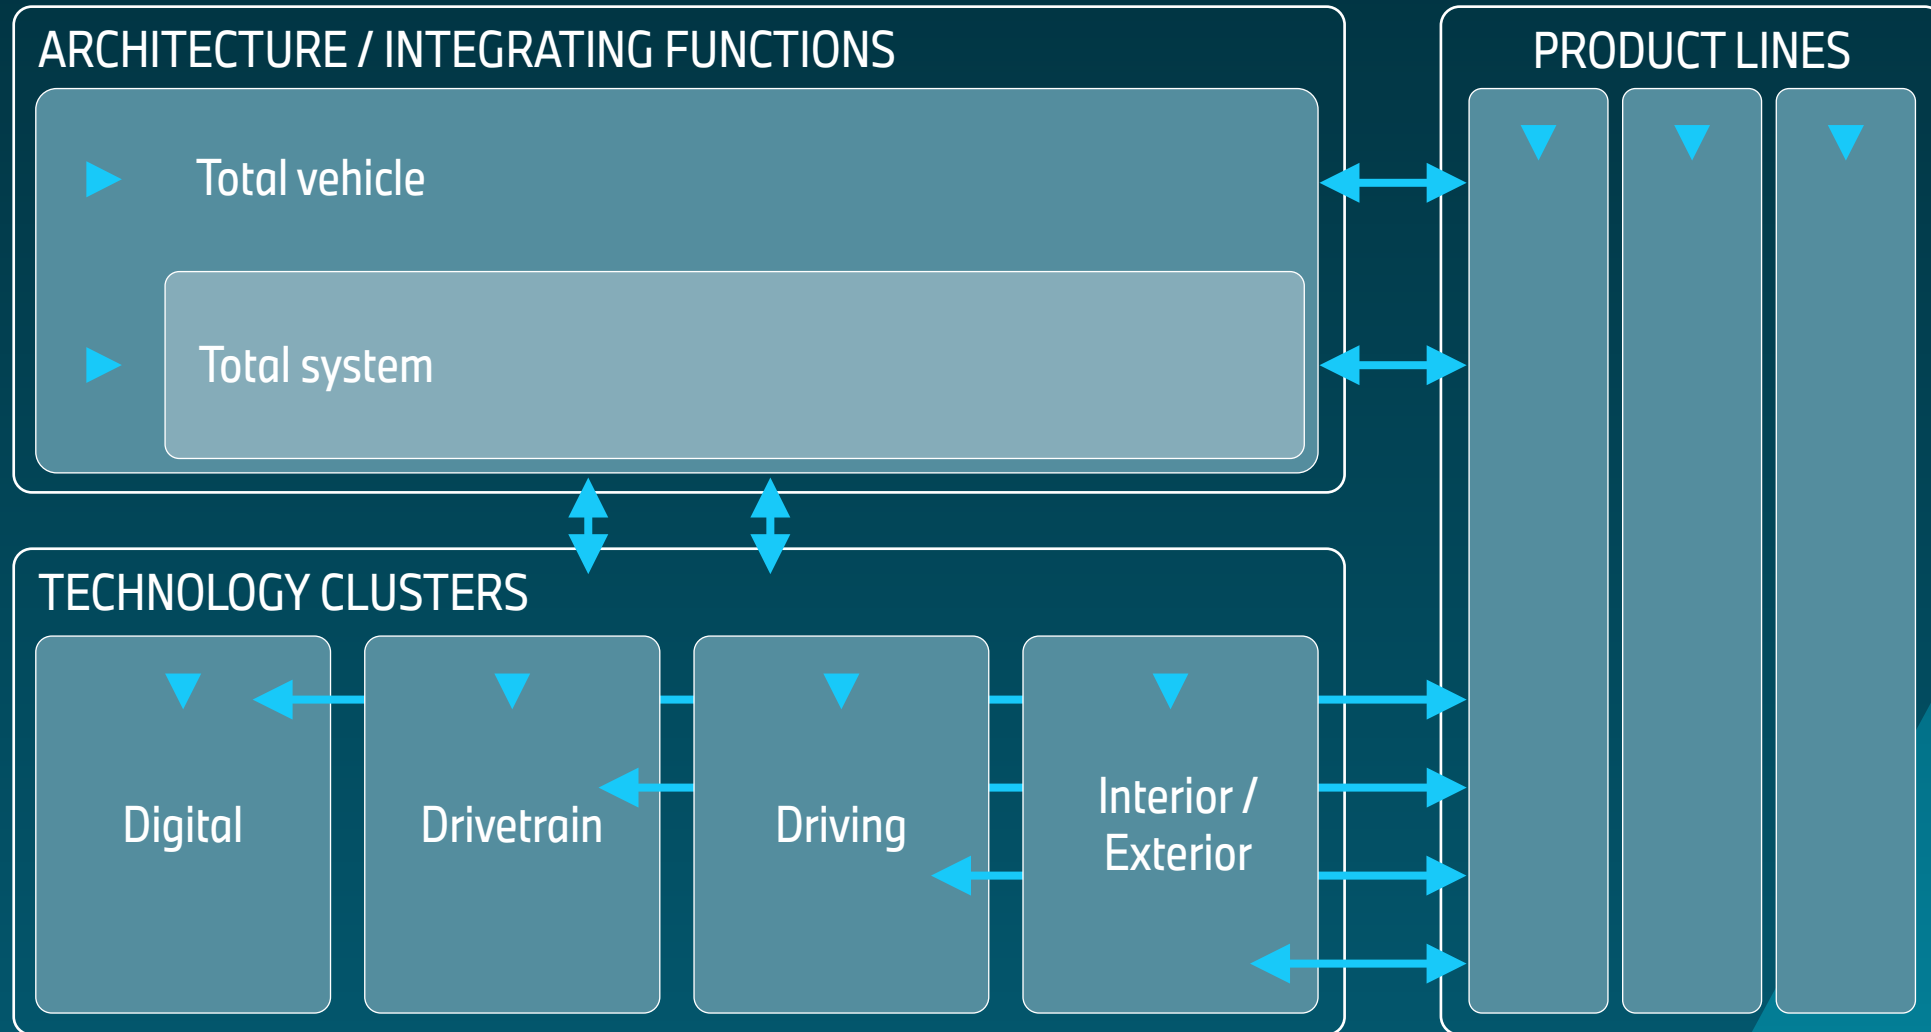 ARCHITECTURE / INTEGRATING FUNCTIONS
Total vehicle
Total system
PRODUCT LINES
TECHNOLOGY CLUSTERS
Digital
Drivetrain
Driving
Interior /
Exterior